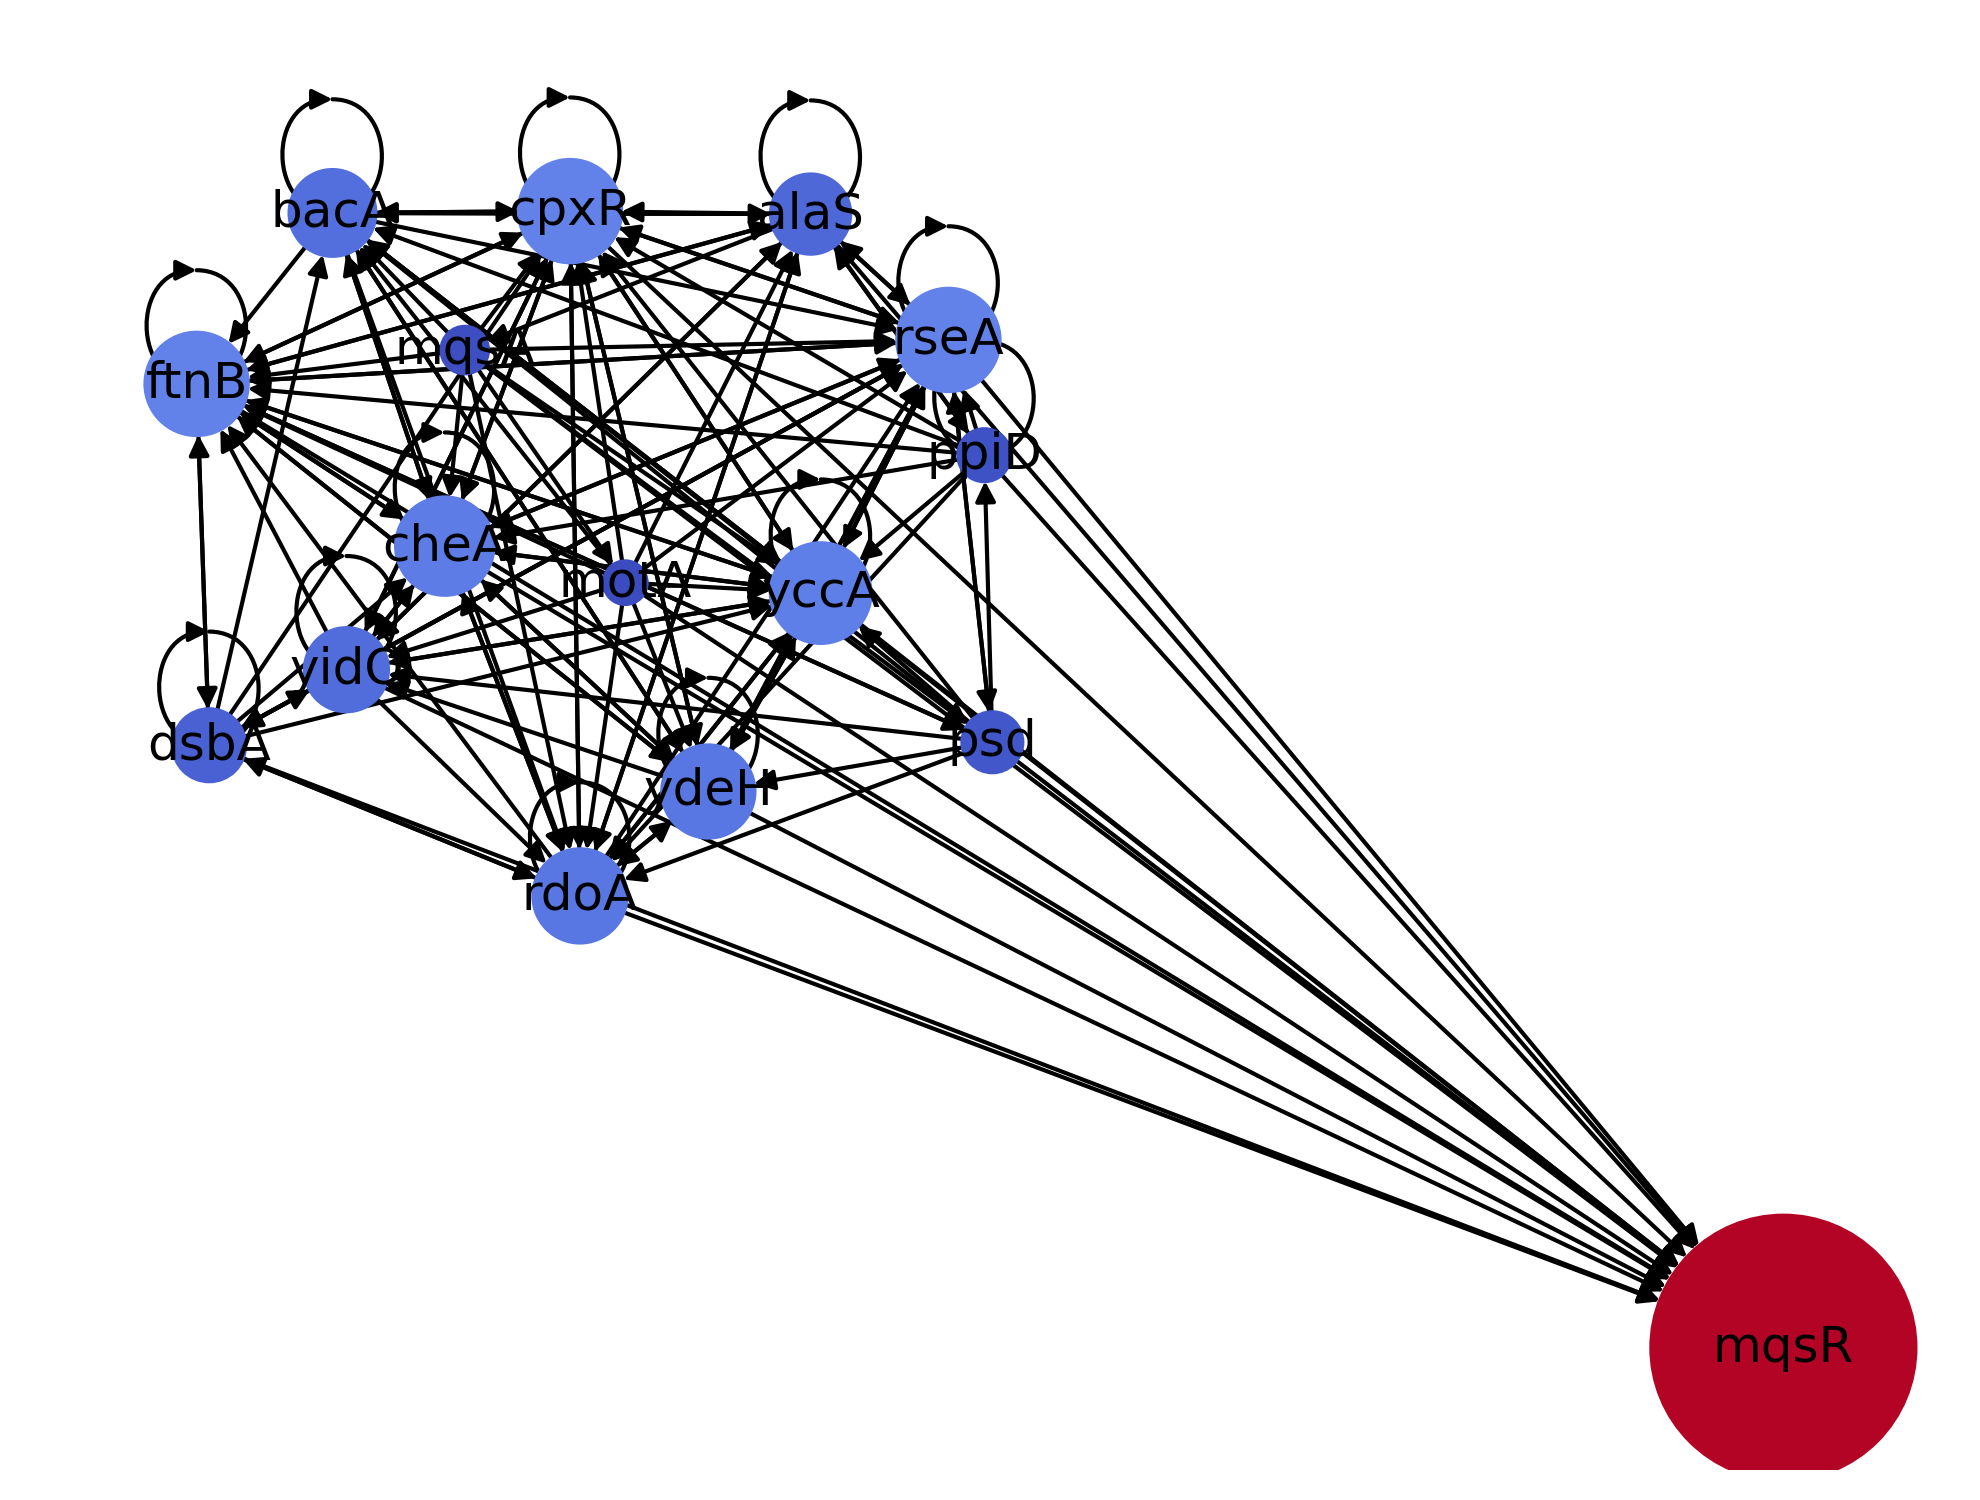 bacA
cpxR
alaS
rseA
mqsA
ftnB
ppiD
cheA
motA
yccA
yidC
dsbA
psd
ydeH
rdoA
mqsR